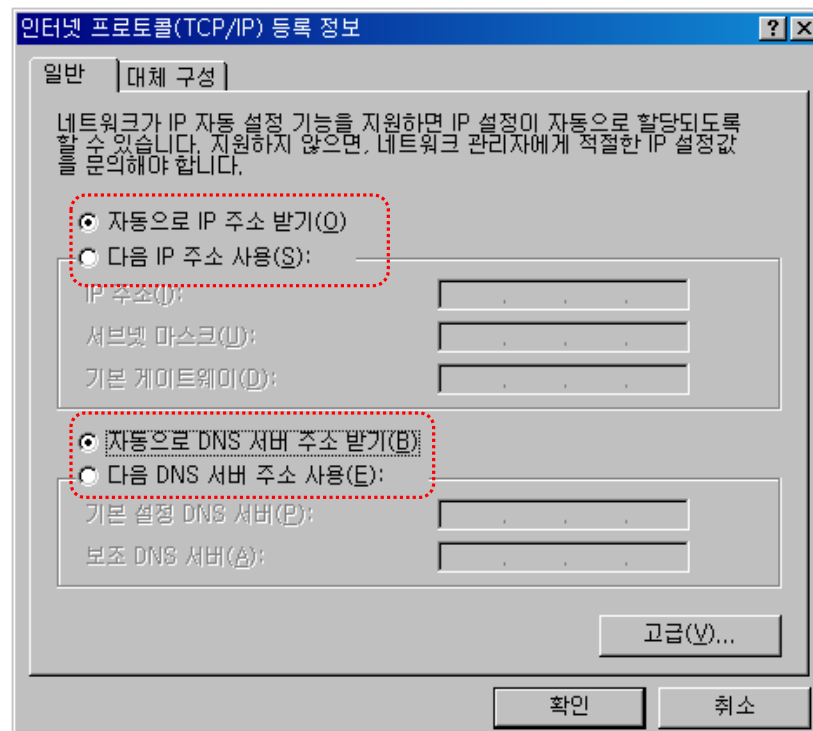 인터넷 프로토콜(TCP/IP) 등록 정보
일반
대체 구성
네트워크가 IP 자동 설정 기능을 지원하면 IP 설정이 자동으로 할당되도록
할 수 있습니다. 지원하지 않으면, 네트워크 관리자에게 적절한 IP 설정값
을 문의해야 합니다.
자동으로 IP 주소 받기(O)
다음 IP 주소 사용(S):
IP 주소(I):
서브넷 마스크(U):
기본 게이트웨이(D):
자동으로 DNS 서버 주소 받기(B)
다음 DNS 서버 주소 사용(E):
기본 설정 DNS 서버(P):
보조 DNS 서버(A):
고급(V)...
확인
취소